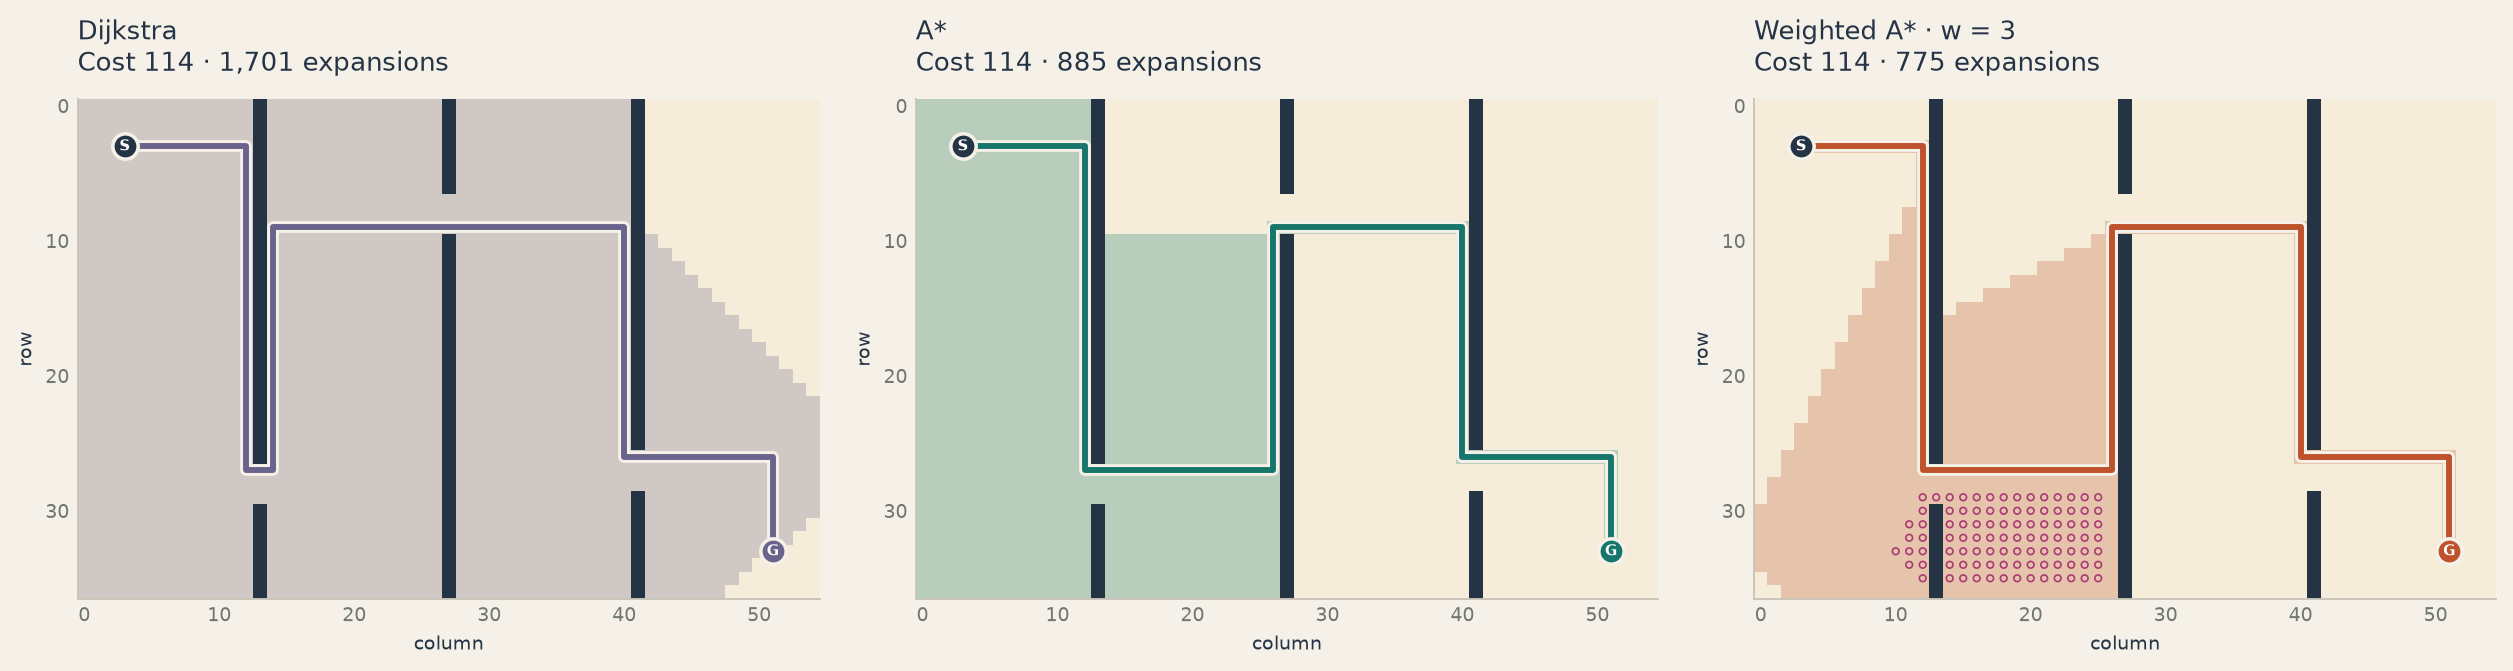 Dijkstra
Cost 114 · 1,701 expansions
0
10
20
30
row
S
G
0
10
20
30
40
50
column
A*
Cost 114 · 885 expansions
0
10
20
30
row
S
G
0
10
20
30
40
50
column
Weighted A* · w = 3
Cost 114 · 775 expansions
0
10
20
30
row
S
G
0
10
20
30
40
50
column